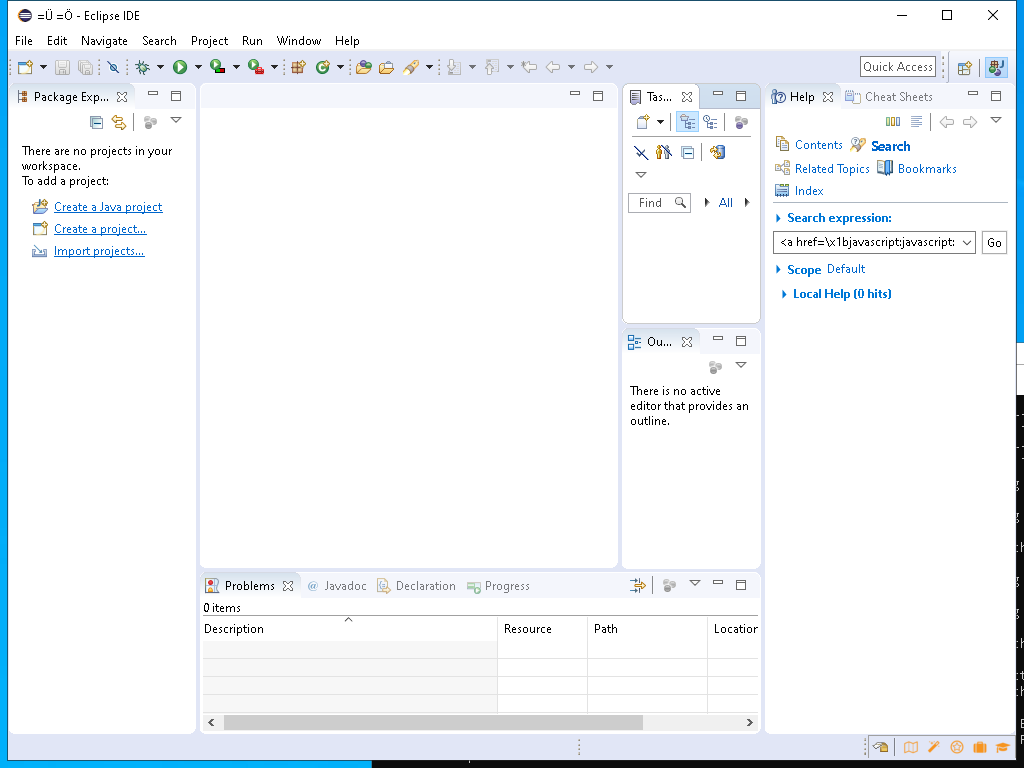 =Ü =Ö - Eclipse IDE
File Edit Navigate Search Project Run Window Help
Quick Access
Package Exp...
There are no projects in your
workspace.
To add a project:
Create a Java project
Create a project...
Import projects...
Tas...
Find
All
Ou...
There is no active
editor that provides an
outline.
Help Cheat Sheets
Contents Search
Related Topics Bookmarks
Index
Search expression:
<a href=\x1bjavascript:javascript:
Go
Scope Default
Local Help (0 hits)
Problems @ Javadoc Declaration Progress
0 items
Description Resource Path Location